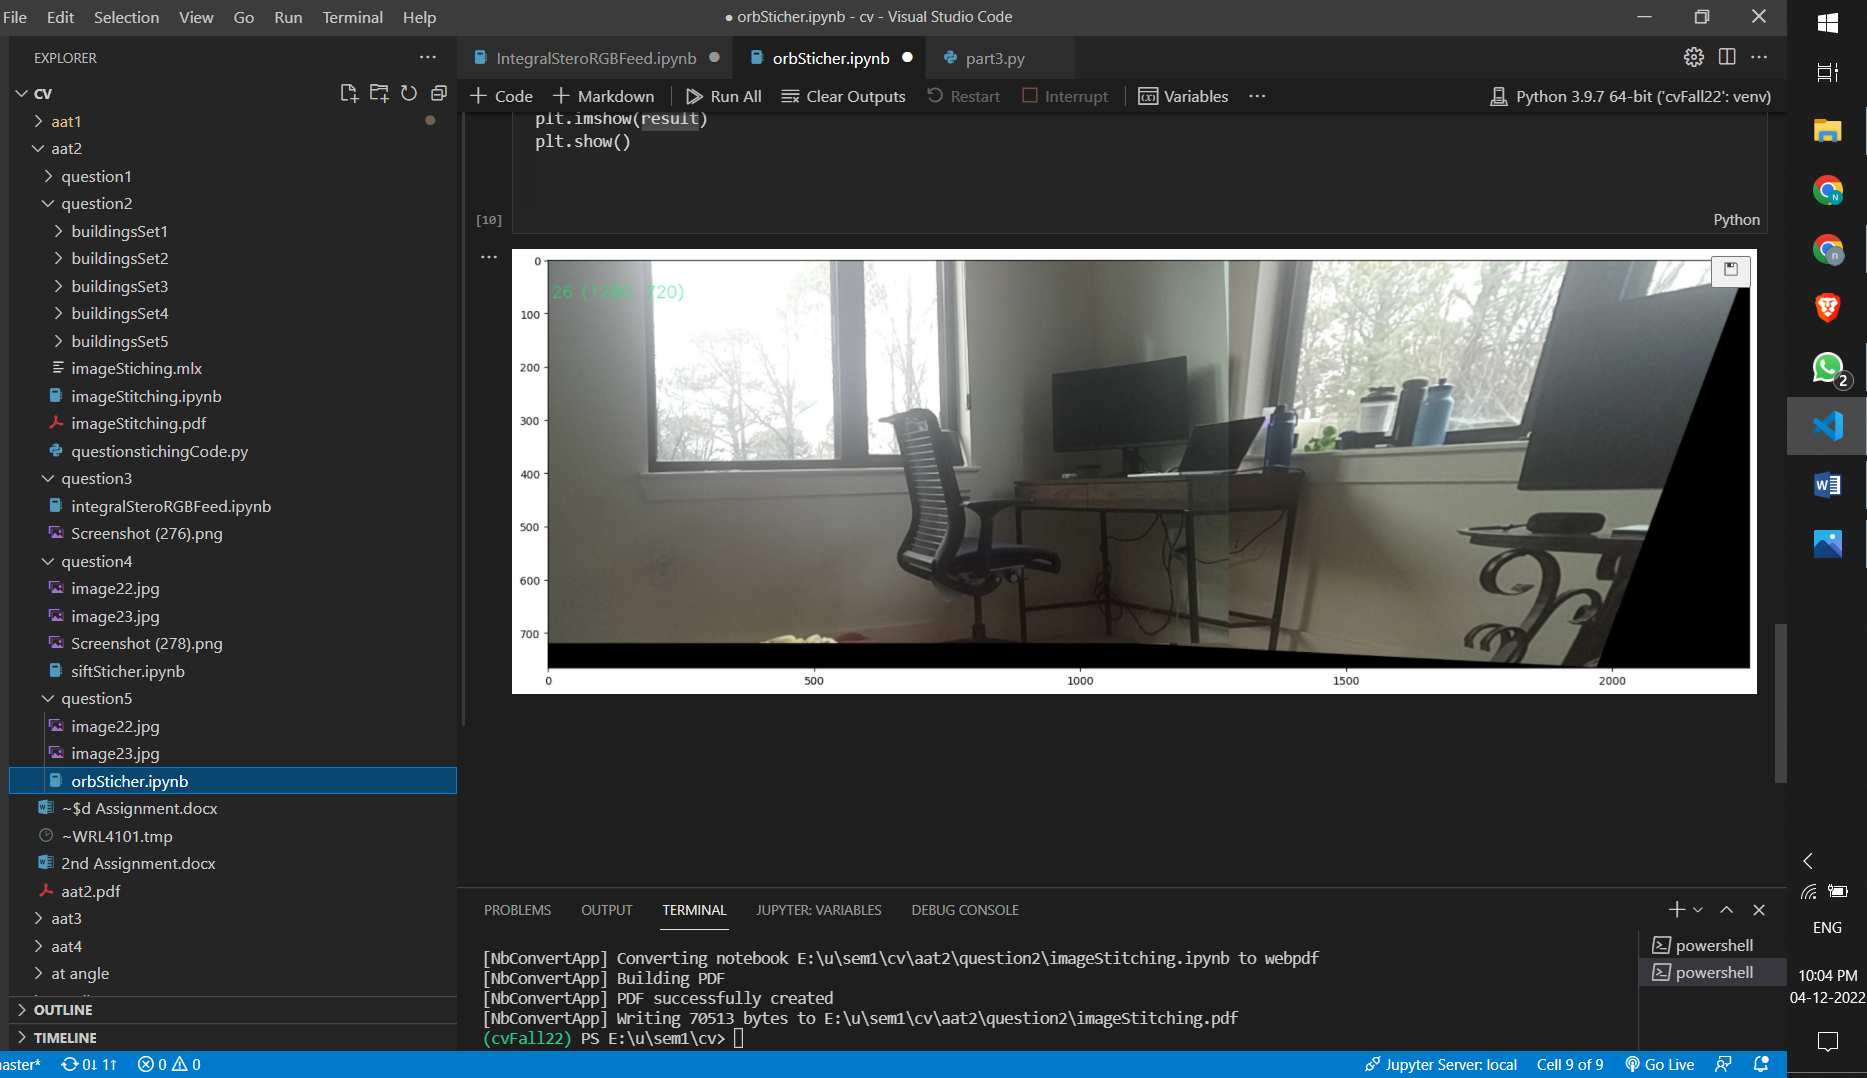 File Edit Selection View Go Run Terminal Help
● orbSticher.ipynb - cv - Visual Studio Code
EXPLORER
IntegralSteroRGBFeed.ipynb
orbSticher.ipynb
part3.py
CV
Code Markdown Run All Clear Outputs Restart Interrupt Variables
Python 3.9.7 64-bit ('cvFall22': venv)
aat1
aat2
question1
question2
buildingsSet1
buildingsSet2
buildingsSet3
buildingsSet4
buildingsSet5
imageStiching.mlx
imageStitching.ipynb
imageStitching.pdf
questionstichingCode.py
question3
integralSteroRGBFeed.ipynb
Screenshot (276).png
question4
image22.jpg
image23.jpg
Screenshot (278).png
siftSticher.ipynb
question5
image22.jpg
image23.jpg
orbSticher.ipynb
~$d Assignment.docx
~WRL4101.tmp
2nd Assignment.docx
aat2.pdf
aat3
aat4
at angle
OUTLINE
TIMELINE
plt.imshow(result)
plt.show()
[10]
Python
26 (1280, 720)
0
100
200
300
400
500
600
700
0 500 1000 1500 2000
PROBLEMS OUTPUT TERMINAL JUPYTER: VARIABLES DEBUG CONSOLE
[NbConvertApp] Converting notebook E:\u\sem1\cv\aat2\question2\imageStitching.ipynb to webpdf
[NbConvertApp] Building PDF
[NbConvertApp] PDF successfully created
[NbConvertApp] Writing 70513 bytes to E:\u\sem1\cv\aat2\question2\imageStitching.pdf
(cvFall22) PS E:\u\sem1\cv>
powershell
powershell
aster* 0↓ 1↑ 0 0
Jupyter Server: local Cell 9 of 9 Go Live
N
n
2
W
ENG
10:04 PM
04-12-2022